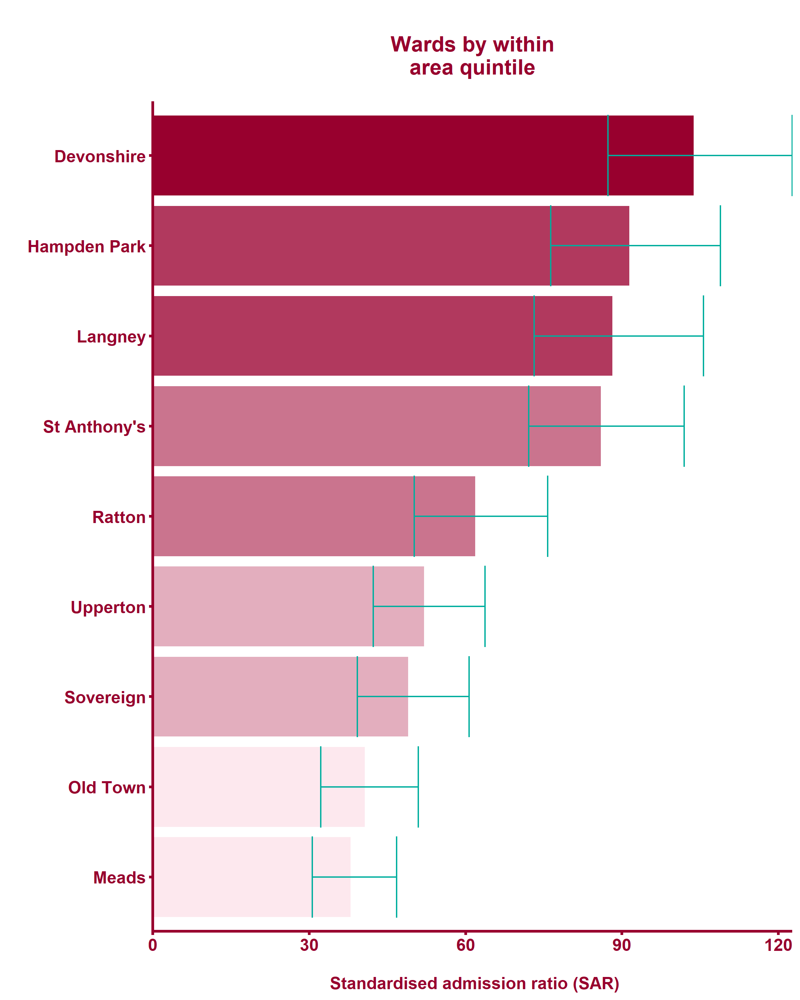 Wards by within
area quintile
Devonshire
Hampden Park
Langney
St Anthony's
Ratton
Upperton
Sovereign
Old Town
Meads
0 30 60 90 120
Standardised admission ratio (SAR)